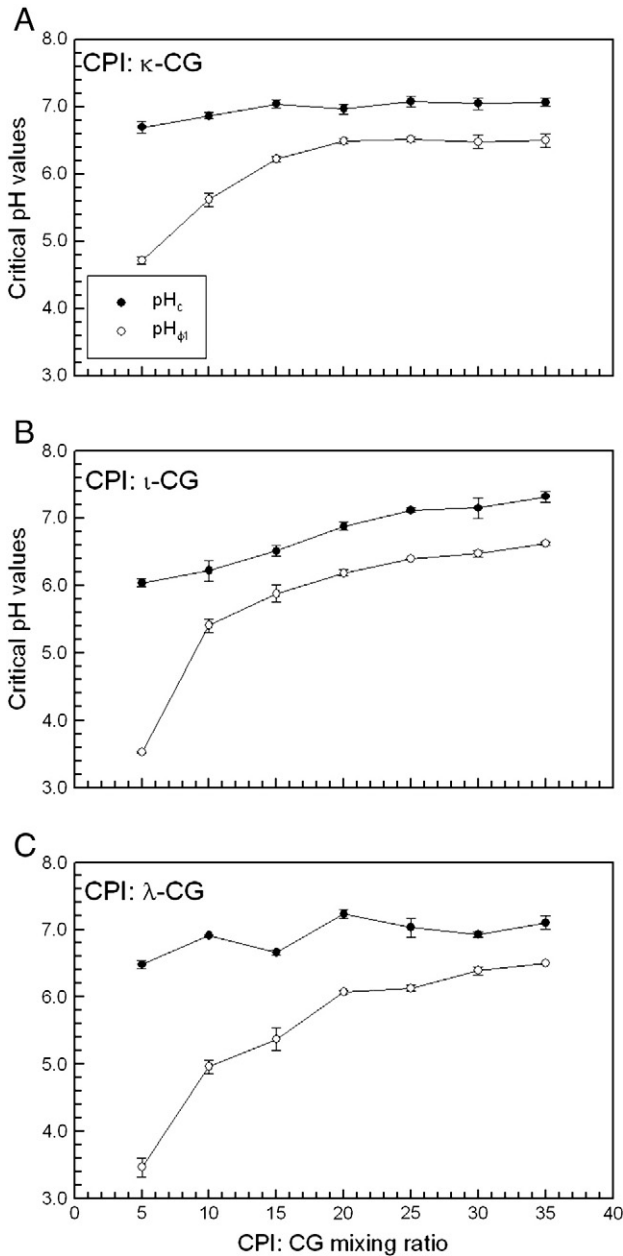 A
8.0
CPI: κ-CG
7.0
6.0
Critical pH values
5.0
4.0
3.0
pHc
pHϕ1
B
8.0
CPI: ι-CG
7.0
6.0
Critical pH values
5.0
4.0
3.0
C
8.0
CPI: λ-CG
7.0
6.0
Critical pH values
5.0
4.0
3.0
0 5 10 15 20 25 30 35 40
CPI: CG mixing ratio